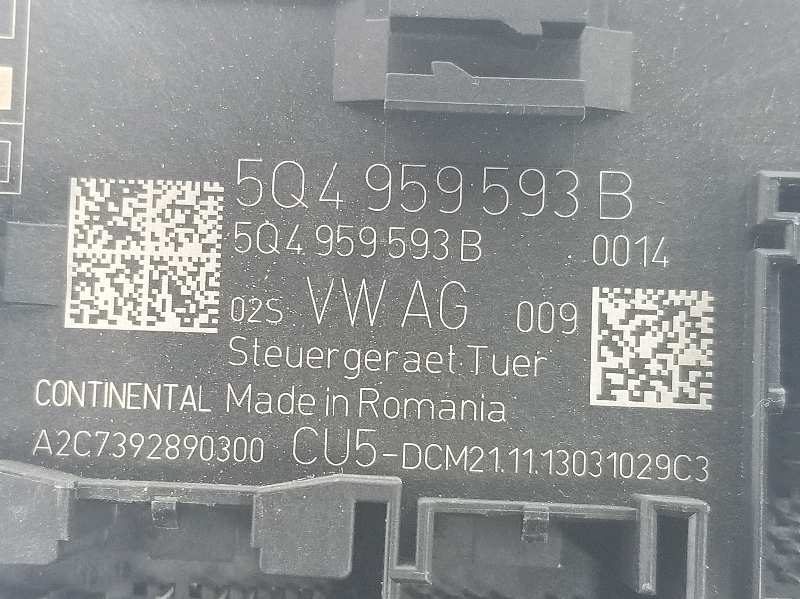 5Q4 959 593 B
5Q4 959 593 B 0014
02S VW AG 009
Steuergeraet Tuer
CONTINENTAL Made in Romania
A2C7392890300 CU5-DCM21.11.13031029C3